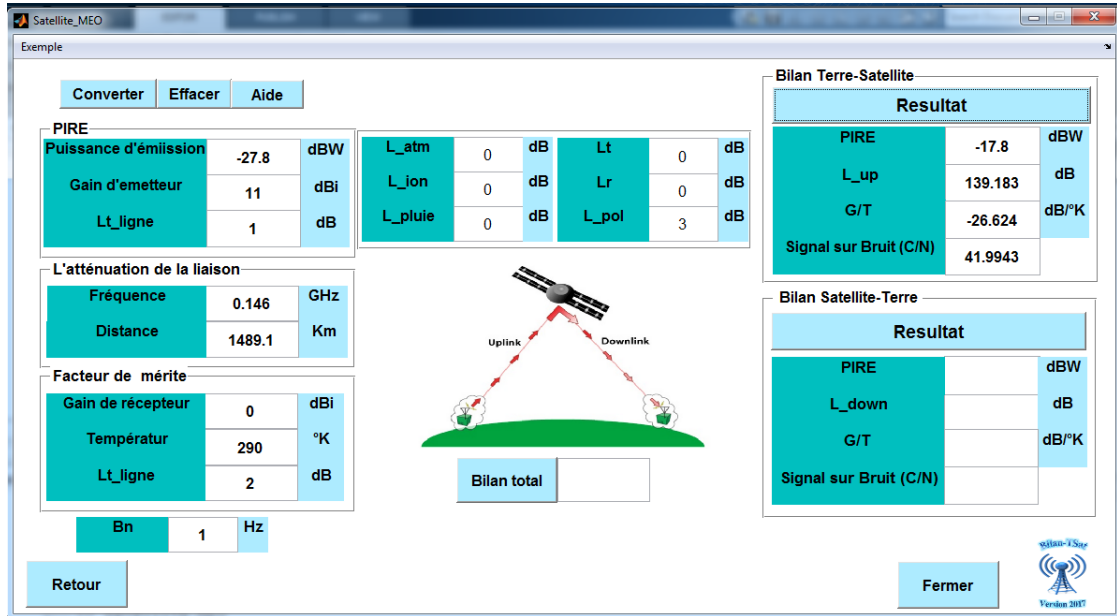 Satellite_MEO
Exemple
Converter Effacer Aide
PIRE
Puissance d'émiission -27.8 dBW
Gain d'emetteur 11 dBi
Lt_ligne 1 dB
L_atm 0 dB Lt 0 dB
L_ion 0 dB Lr 0 dB
L_pluie 0 dB L_pol 3 dB
L'atténuation de la liaison
Fréquence 0.146 GHz
Distance 1489.1 Km
Facteur de mérite
Gain de récepteur 0 dBi
Températur 290 °K
Lt_ligne 2 dB
Bn 1 Hz
Retour
Uplink Downlink
Bilan total
Bilan Terre-Satellite
Resultat
PIRE -17.8 dBW
L_up 139.183 dB
G/T -26.624 dB/°K
Signal sur Bruit (C/N) 41.9943
Bilan Satellite-Terre
Resultat
PIRE dBW
L_down dB
G/T dB/°K
Signal sur Bruit (C/N)
Fermer
Bilan-TSat
Version 2017